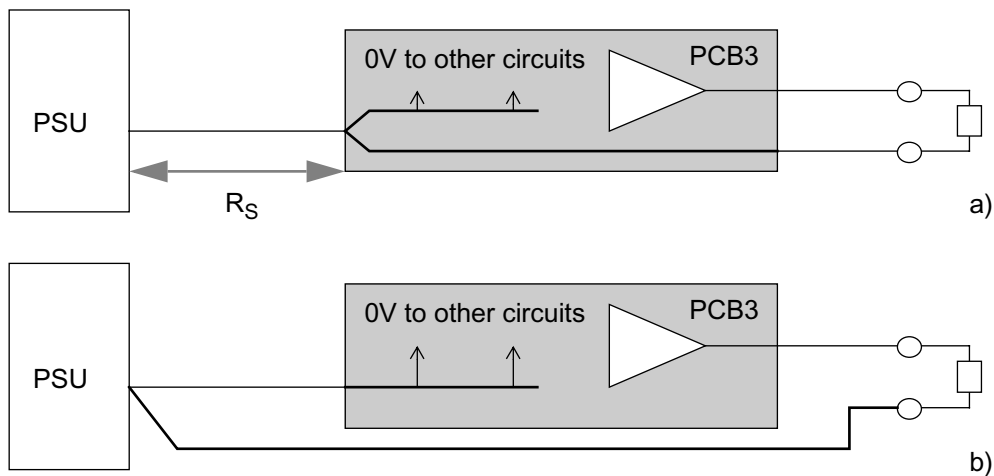 0V to other circuits
PCB3
PSU
R_S
a)
0V to other circuits
PCB3
PSU
b)